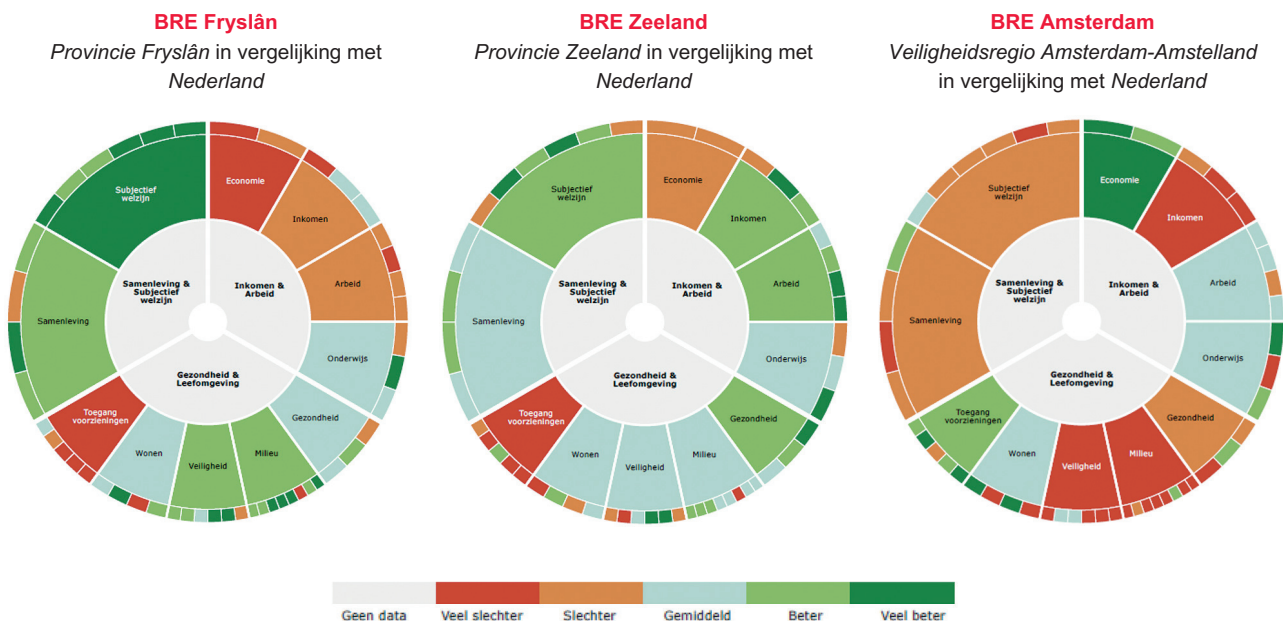 BRE Fryslân
Provincie Fryslân in vergelijking met
Nederland
Economie
Inkomen
Arbeid
Onderwijs
Gezondheid
Milieu
Veiligheid
Wonen
Toegang
voorzieningen
Samenleving
Subjectief
welzijn
Samenleving &
Subjectief
welzijn
Inkomen &
Arbeid
Gezondheid &
Leefomgeving
BRE Zeeland
Provincie Zeeland in vergelijking met
Nederland
Economie
Inkomen
Arbeid
Onderwijs
Gezondheid
Milieu
Veiligheid
Wonen
Toegang
voorzieningen
Samenleving
Subjectief
welzijn
Samenleving &
Subjectief
welzijn
Inkomen &
Arbeid
Gezondheid &
Leefomgeving
BRE Amsterdam
Veiligheidsregio Amsterdam-Amstelland
in vergelijking met Nederland
Economie
Inkomen
Arbeid
Onderwijs
Gezondheid
Milieu
Veiligheid
Wonen
Toegang
voorzieningen
Samenleving
Subjectief
welzijn
Samenleving &
Subjectief
welzijn
Inkomen &
Arbeid
Gezondheid &
Leefomgeving
Geen data Veel slechter Slechter Gemiddeld Beter Veel beter